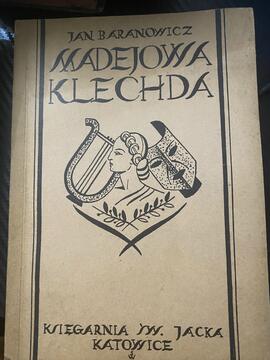 JAN BARANOWICZ
MADEJOWA
KLECHDA
KSIĘGARNIA ŚW. JACKA
KATOWICE